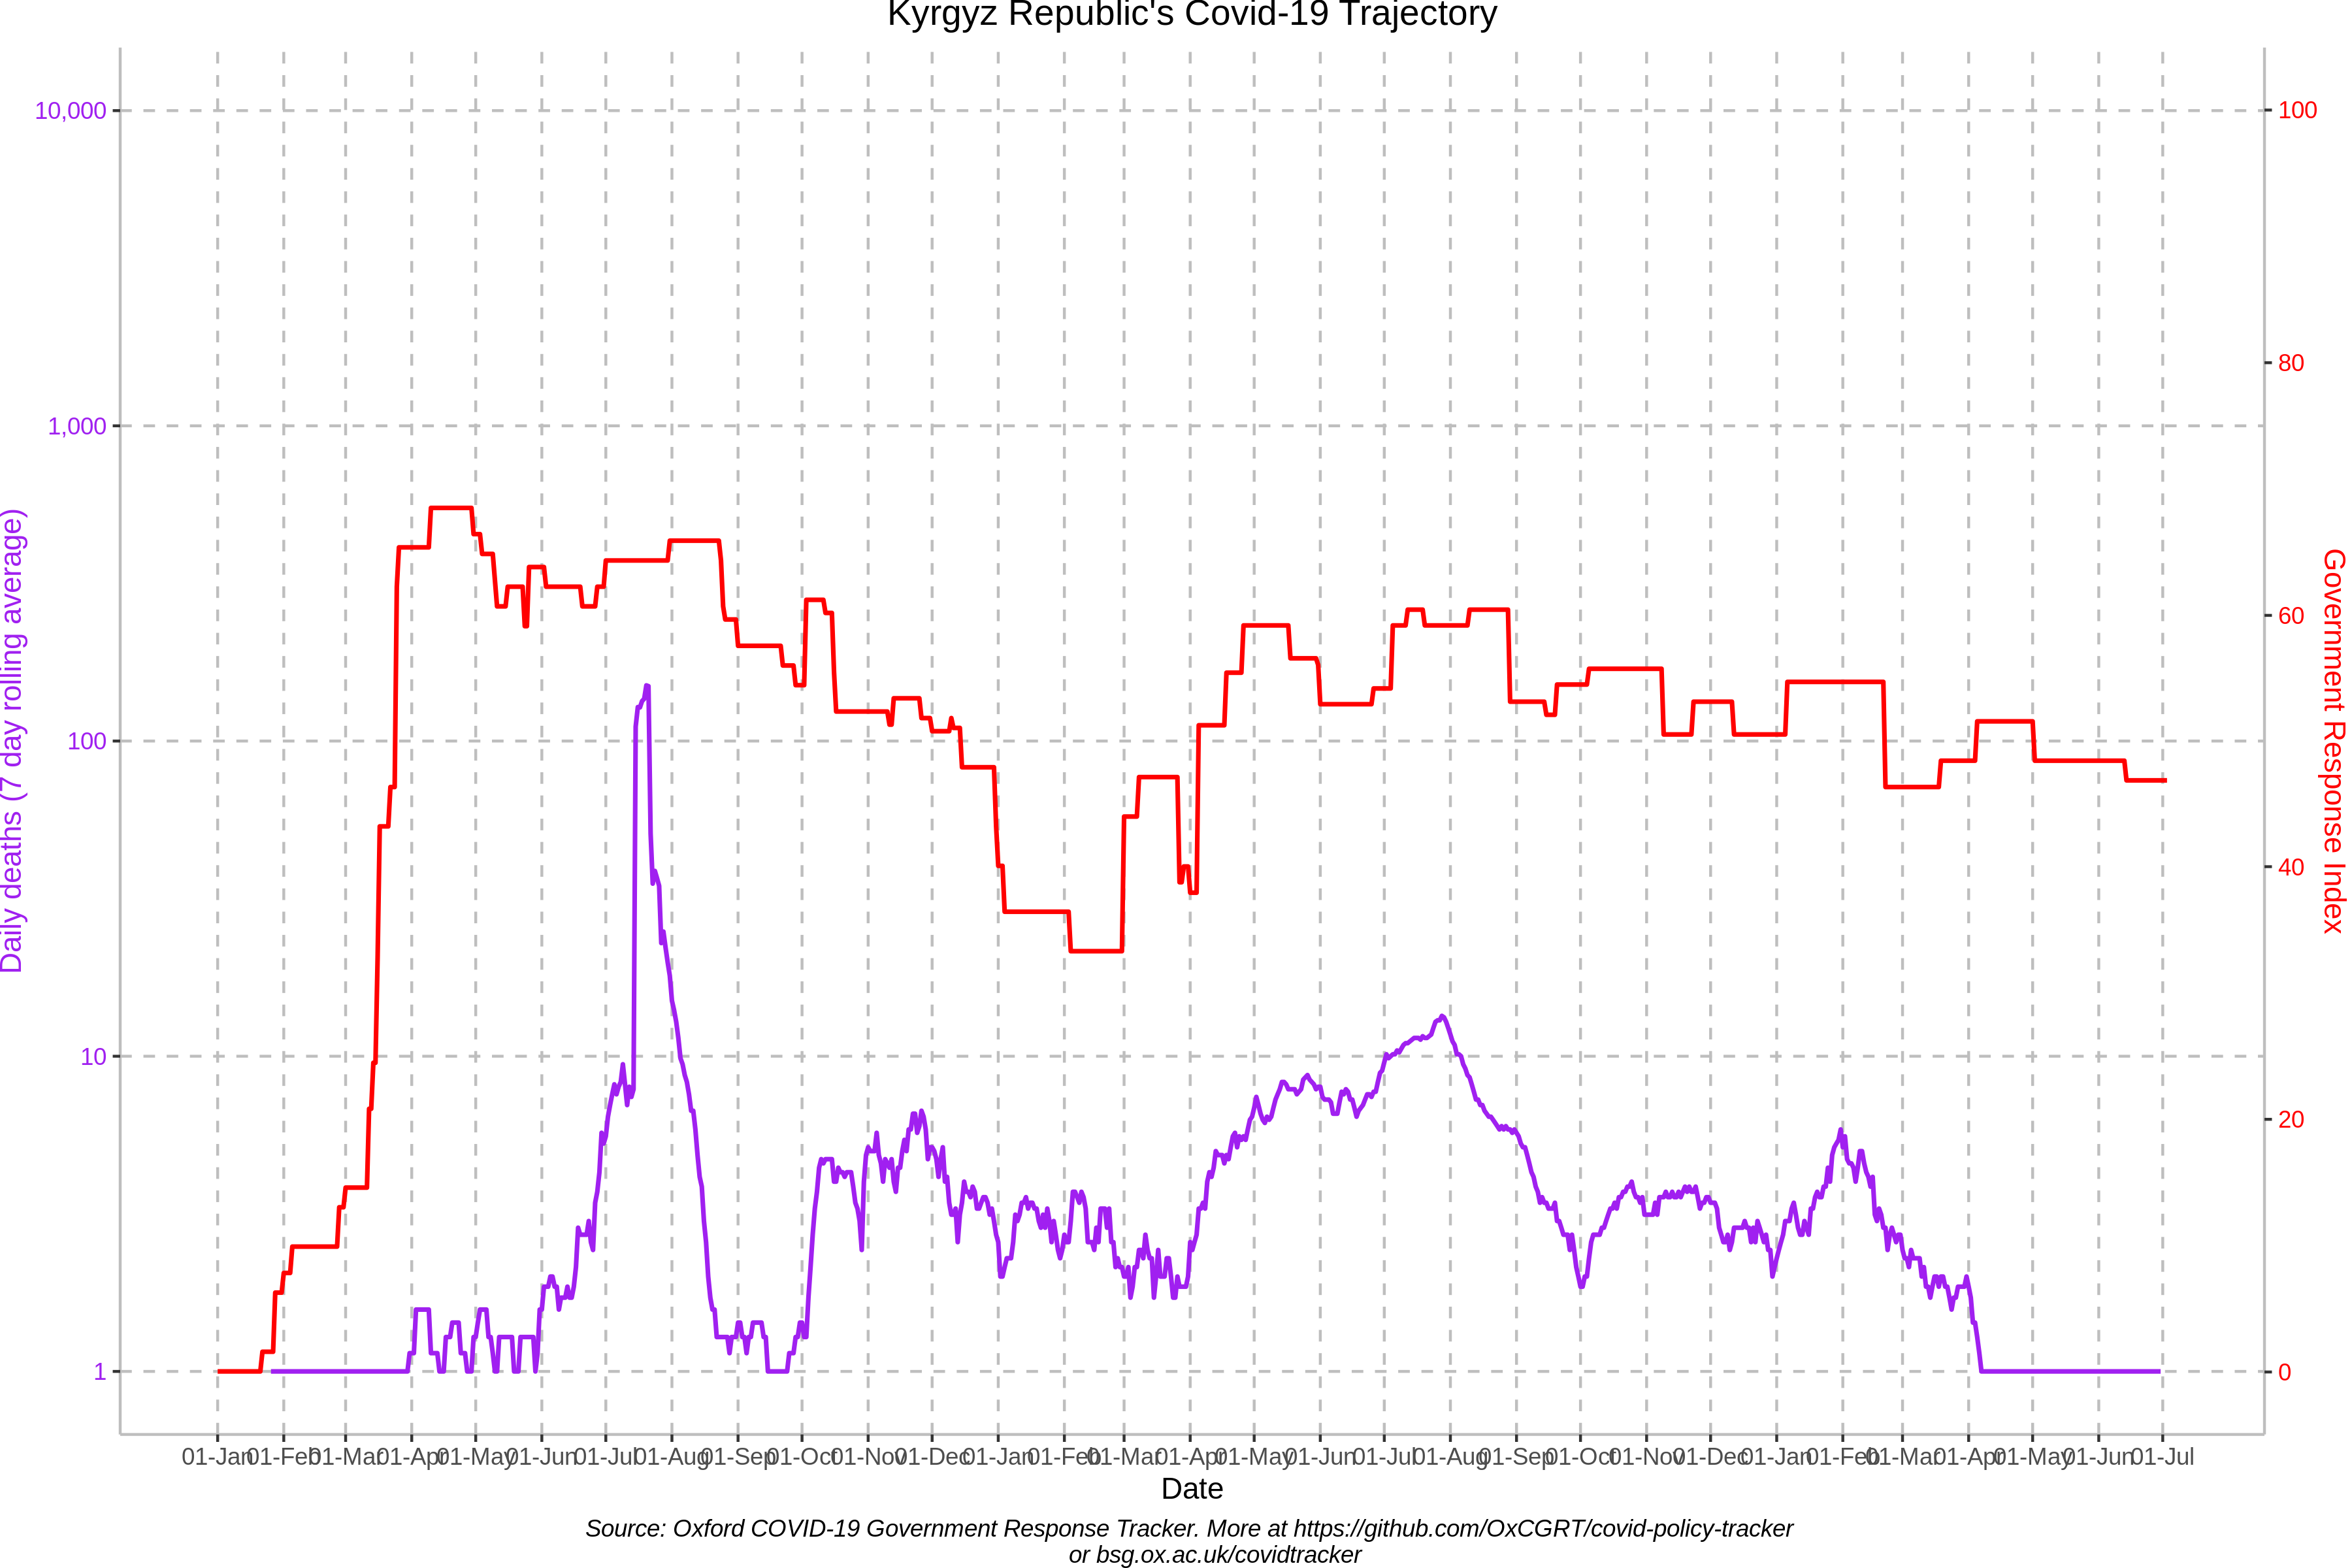 Kyrgyz Republic's Covid-19 Trajectory
10,000
1,000
100
10
1
Daily deaths (7 day rolling average)
100
80
60
40
20
0
Government Response Index
01-Jan 01-Feb 01-Mar 01-Apr 01-May 01-Jun 01-Jul 01-Aug 01-Sep 01-Oct 01-Nov 01-Dec 01-Jan 01-Feb 01-Mar 01-Apr 01-May 01-Jun 01-Jul 01-Aug 01-Sep 01-Oct 01-Nov 01-Dec 01-Jan 01-Feb 01-Mar 01-Apr 01-May 01-Jun 01-Jul
Date
Source: Oxford COVID-19 Government Response Tracker. More at https://github.com/OxCGRT/covid-policy-tracker
or bsg.ox.ac.uk/covidtracker